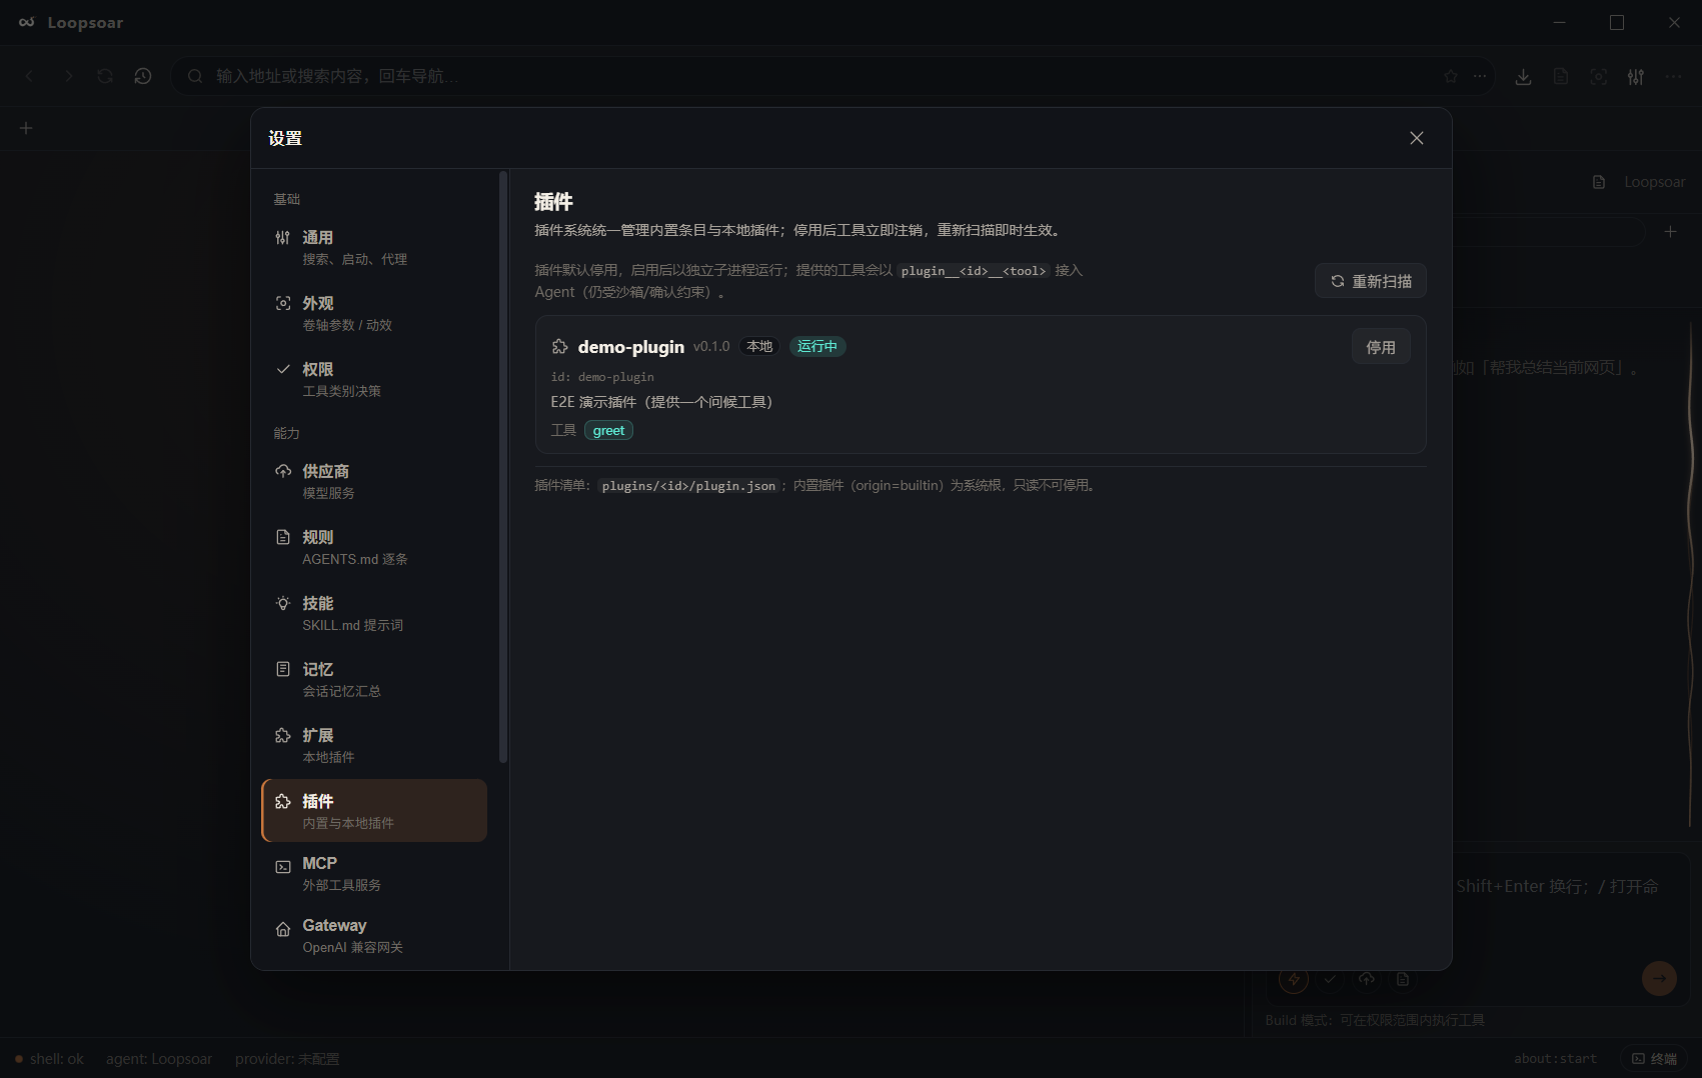 Loopsoar
输入地址或搜索内容，回车导航...
设置
Loopsoar
基础
通用
搜索、启动、代理
外观
卷轴参数 / 动效
权限
工具类别决策
能力
供应商
模型服务
规则
AGENTS.md 逐条
技能
SKILL.md 提示词
记忆
会话记忆汇总
扩展
本地插件
插件
内置与本地插件
MCP
外部工具服务
Gateway
OpenAI 兼容网关
插件
插件系统统一管理内置条目与本地插件；停用后工具立即注销，重新扫描即时生效。
插件默认停用，启用后以独立子进程运行；提供的工具会以 plugin__<id>__<tool> 接入
Agent（仍受沙箱/确认约束）。
重新扫描
demo-plugin v0.1.0 本地 运行中
停用
id: demo-plugin
E2E 演示插件（提供一个问候工具）
工具 greet
插件清单：plugins/<id>/plugin.json；内置插件（origin=builtin）为系统根，只读不可停用。
如「帮我总结当前网页」。
Shift+Enter 换行；/ 打开命
Build 模式：可在权限范围内执行工具
shell: ok agent: Loopsoar provider: 未配置
about:start 终端